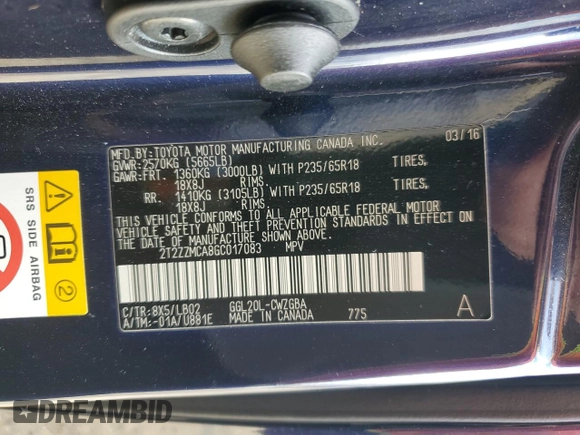 MFD.BY:TOYOTA MOTOR MANUFACTURING CANADA INC. 03/16
GVWR:2570KG (5665LB)
GAWR:FRT. 1360KG (3000LB) WITH P235/65R18 TIRES,
18X8J RIMS,
RR. 1410KG (3105LB) WITH P235/65R18 TIRES,
18X8J RIMS,
THIS VEHICLE CONFORMS TO ALL APPLICABLE FEDERAL MOTOR
VEHICLE SAFETY AND THEFT PREVENTION STANDARDS IN EFFECT ON
THE DATE OF MANUFACTURE SHOWN ABOVE.
2T2ZZMCA8GC017083 MPV
C/TR:8X5/LB02 GGL20L-CWZGBA A
A/TM:-01A/U881E MADE IN CANADA 775
SRS SIDE AIRBAG
2
DREAMBID